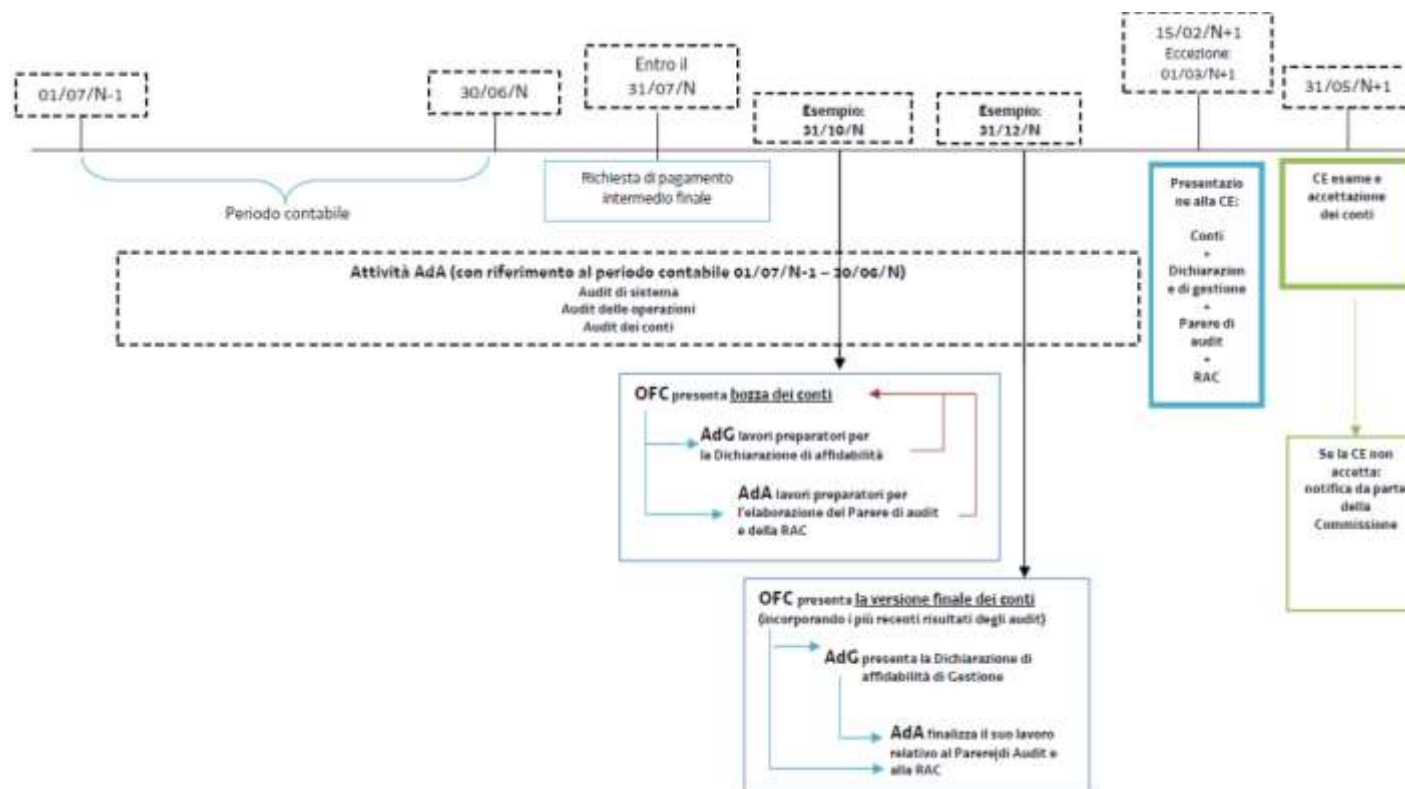 01/07/N-1
30/06/N
Entro il
31/07/N
Esempio:
31/10/N
Esempio:
31/12/N
15/02/N+1
Eccezione:
01/03/N+1
31/05/N+1
Periodo contabile
Richiesta di pagamento
intermedio finale
Presentazio
ne alla CE:
Conti
+
Dichiarazion
e di gestione
+
Parere di
audit
+
RAC
CE esame e
accettazione
dei conti
Attività AdA (con riferimento al periodo contabile 01/07/N-1 – 30/06/N)
Audit di sistema
Audit delle operazioni
Audit dei conti
OFC presenta bozza dei conti
AdG lavori preparatori per
la Dichiarazione di affidabilità
AdA lavori preparatori per
l'elaborazione del Parere di audit
e della RAC
Se la CE non
accetta:
notifica da parte
della
Commissione
OFC presenta la versione finale dei conti
(incorporando i più recenti risultati degli audit)
AdG presenta la Dichiarazione di
affidabilità di Gestione
AdA finalizza il suo lavoro
relativo al Parere|di Audit e
alla RAC